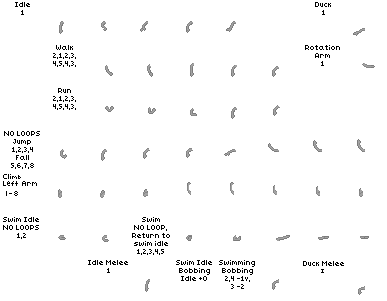 Idle
1
Duck
1
Walk
2,1,2,3,
4,5,4,3,
Rotation
Arm
1
Run
2,1,2,3,
4,5,4,3,
NO LOOPS
Jump
1,2,3,4
Fall
5,6,7,8
Climb
Left Arm
1-8
Swim Idle
NO LOOPS
1,2
Swim
NO LOOP,
Return to
swim idle
1,2,3,4,5
Idle Melee
1
Swim Idle
Bobbing
Idle +0
Swimming
Bobbing
2,4 -1v,
3 -2
Duck Melee
1